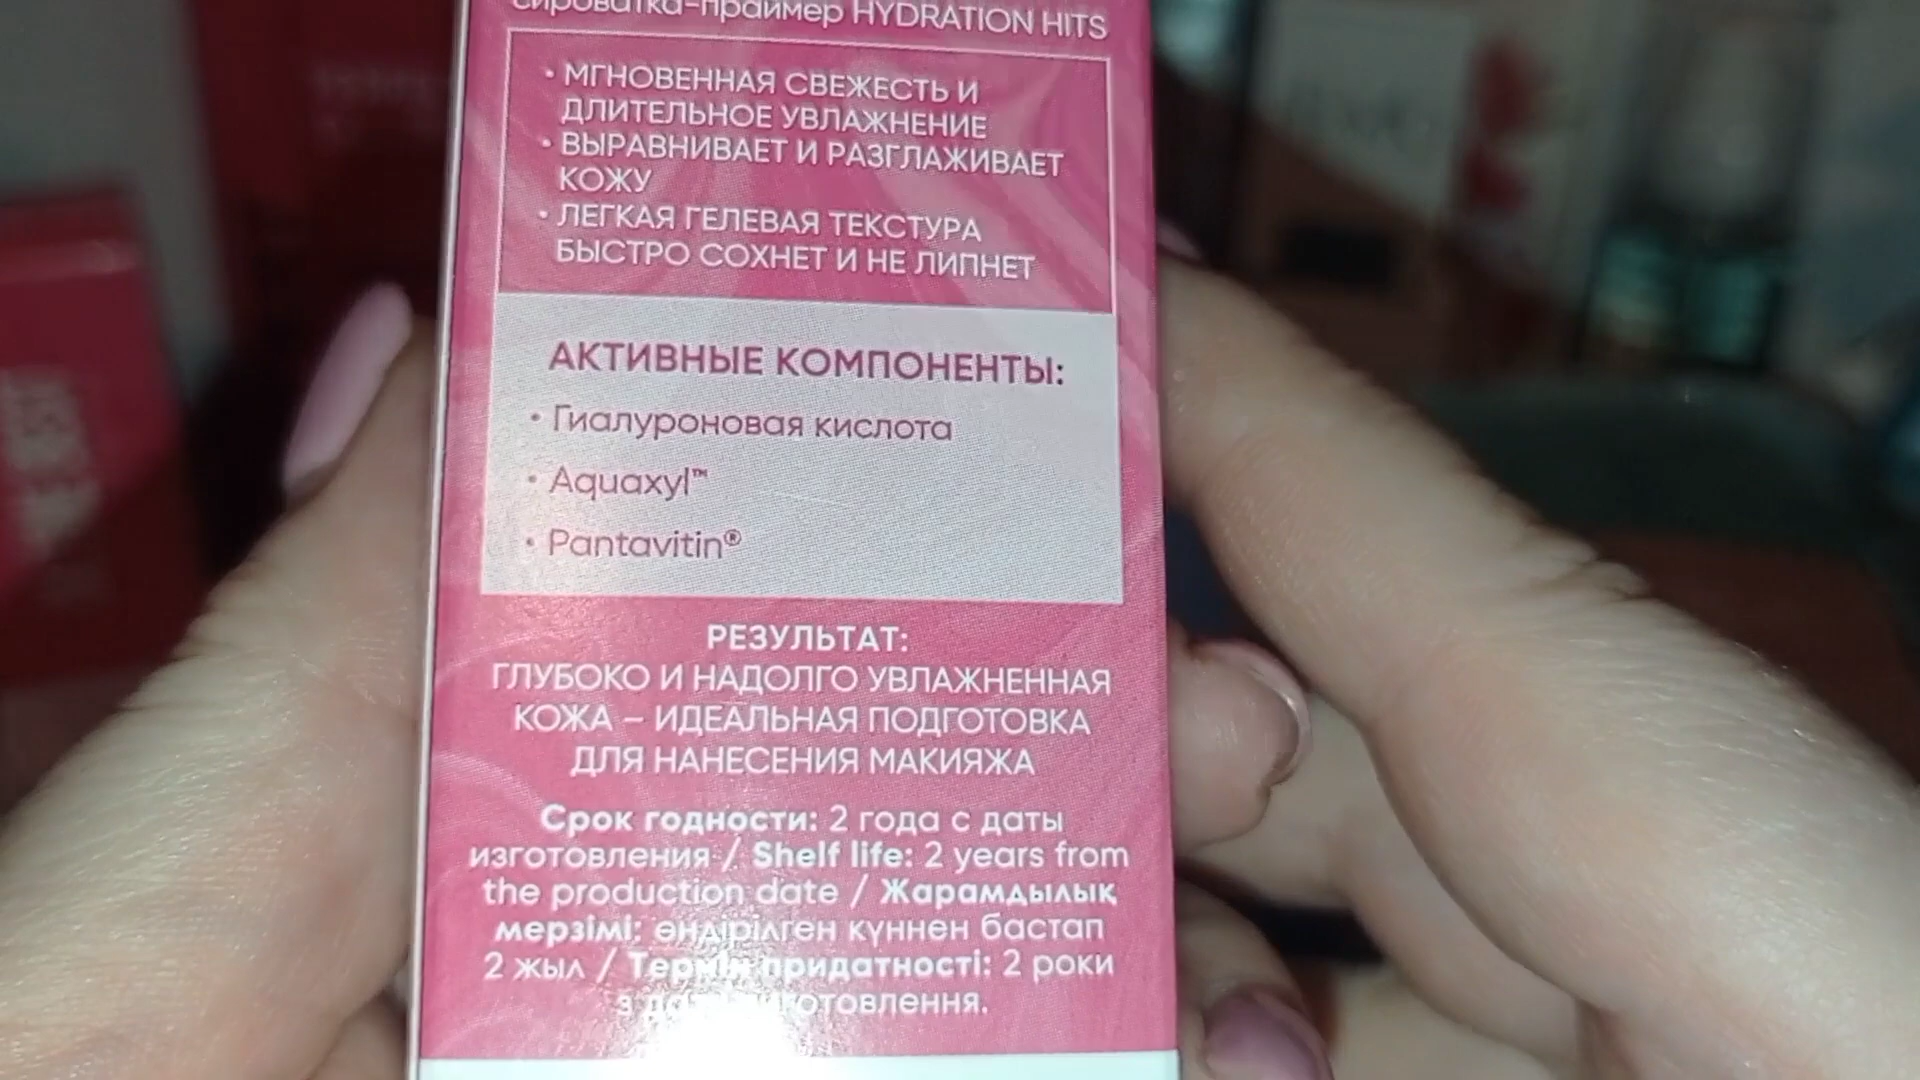 сыроватка-праймер HYDRATION HITS
• МГНОВЕННАЯ СВЕЖЕСТЬ И
ДЛИТЕЛЬНОЕ УВЛАЖНЕНИЕ
• ВЫРАВНИВАЕТ И РАЗГЛАЖИВАЕТ
КОЖУ
• ЛЕГКАЯ ГЕЛЕВАЯ ТЕКСТУРА
БЫСТРО СОХНЕТ И НЕ ЛИПНЕТ
АКТИВНЫЕ КОМПОНЕНТЫ:
• Гиалуроновая кислота
• Aquaxyl™
• Pantavitin®
РЕЗУЛЬТАТ:
ГЛУБОКО И НАДОЛГО УВЛАЖНЕННАЯ
КОЖА – ИДЕАЛЬНАЯ ПОДГОТОВКА
ДЛЯ НАНЕСЕНИЯ МАКИЯЖА
Срок годности: 2 года с даты
изготовления / Shelf life: 2 years from
the production date / Жарамдылық
мерзімі: өндірілген күннен бастап
2 жыл / Термін придатності: 2 роки
з